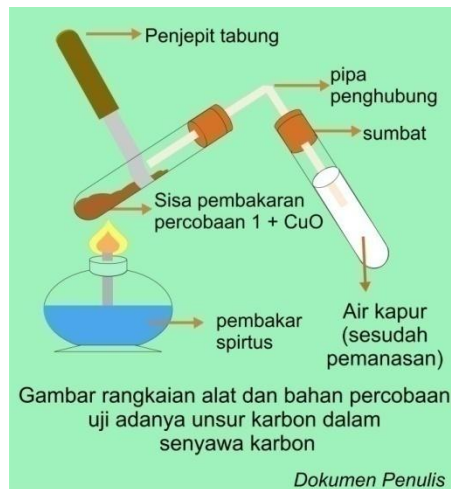 Penjepit tabung
pipa
penghubung
sumbat
Sisa pembakaran
percobaan 1 + CuO
pembakar
spirtus
Air kapur
(sesudah
pemanasan)
Gambar rangkaian alat dan bahan percobaan
uji adanya unsur karbon dalam
senyawa karbon
Dokumen Penulis